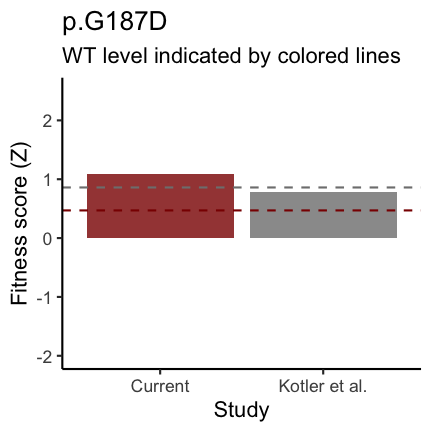 p.G187D
WT level indicated by colored lines
Fitness score (Z)
2
1
0
-1
-2
Current
Kotler et al.
Study